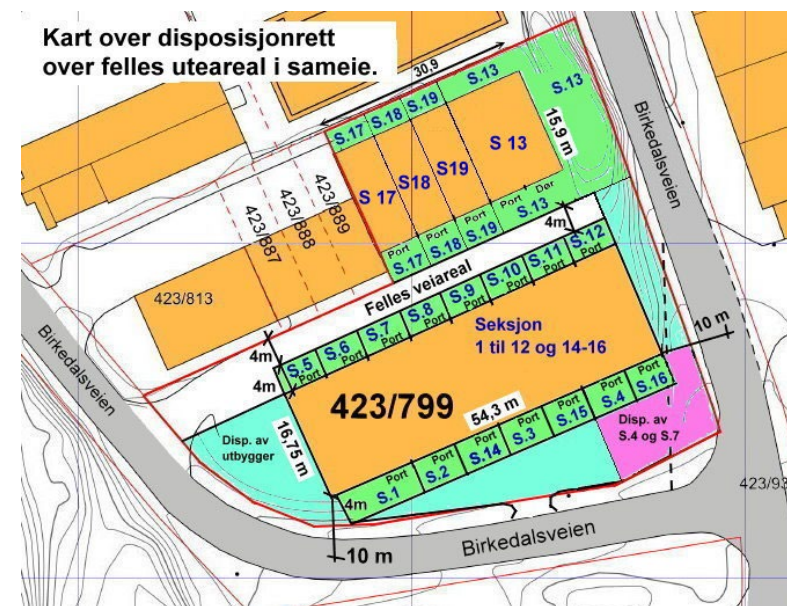 Kart over disposisjonrett
over felles uteareal i sameie.
30,9
S.17
S.18
S.19
S.13
S.13
Birkedalsveien
15.9 m
S 17
S18
S19
S 13
423/887
423/888
423/889
Port
S.17
Port
S.18
Port
S.19
Port
S.13
Dør
4m
423/813
Felles veiareal
Birkedalsveien
4m
4m
S.5
Port
S.6
Port
S.7
Port
S.8
Port
S.9
Port
S.10
Port
S.11
Port
S.12
Port
Seksjon
1 til 12 og 14-16
10 m
423/799
54,3 m
16,75 m
Disp. av
utbygger
Port
S.1
Port
S.2
Port
S.14
Port
S.3
Port
S.15
Port
S.4
Port
S.16
Disp. av
S.4 og S.7
4m
10 m
Birkedalsveien
423/93